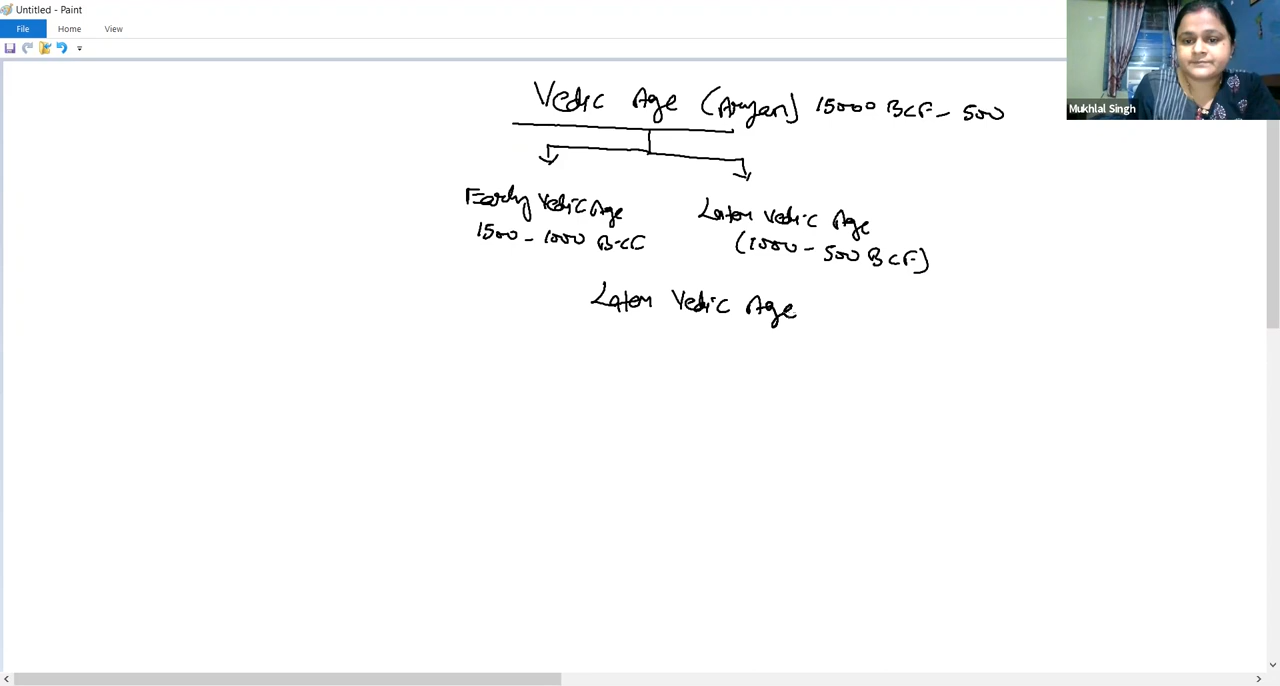 Untitled - Paint
File Home View
Mukhlal Singh
Vedic Age (Aryan) 15000 BCE - 500
Early Vedic Age
1500 - 1000 BCE
Later Vedic Age
(1000 - 500 BCE)
Later Vedic Age